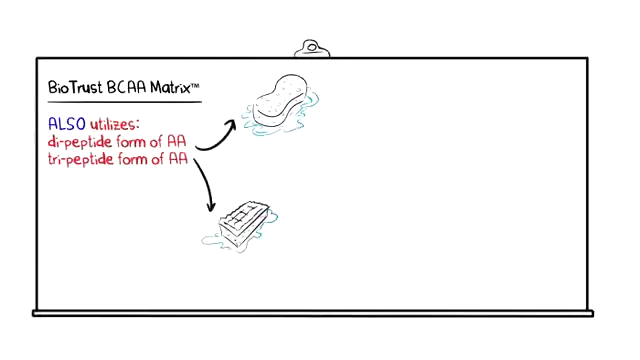 BioTrust BCAA Matrix™
ALSO utilizes:
di-peptide form of AA
tri-peptide form of AA